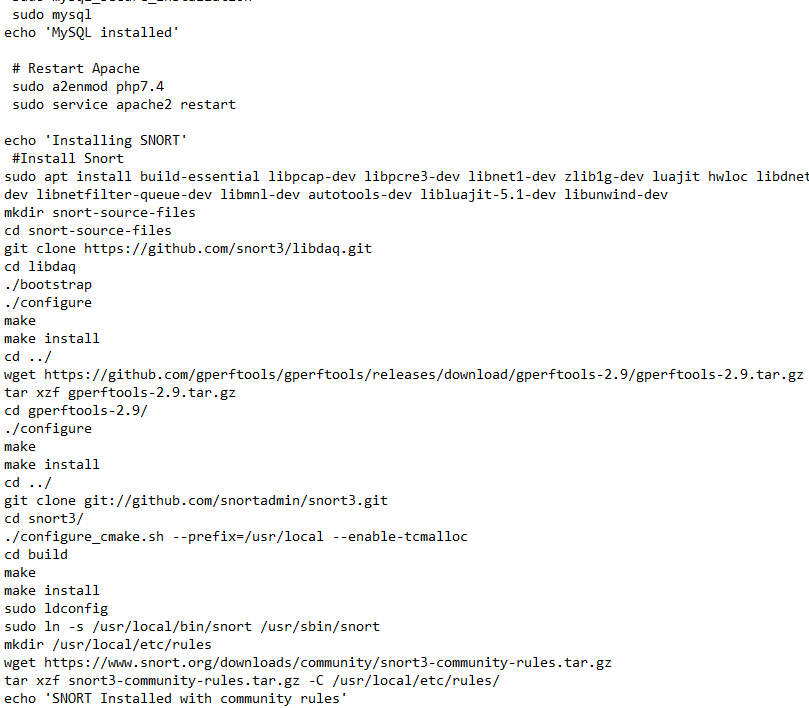 sudo mysql_secure_installation
 sudo mysql
echo 'MySQL installed'
 # Restart Apache
 sudo a2enmod php7.4
 sudo service apache2 restart
echo 'Installing SNORT'
 #Install Snort
sudo apt install build-essential libpcap-dev libpcre3-dev libnet1-dev zlib1g-dev luajit hwloc libdnet
dev libnetfilter-queue-dev libmnl-dev autotools-dev libluajit-5.1-dev libunwind-dev
mkdir snort-source-files
cd snort-source-files
git clone https://github.com/snort3/libdaq.git
cd libdaq
./bootstrap
./configure
make
make install
cd ../
wget https://github.com/gperftools/gperftools/releases/download/gperftools-2.9/gperftools-2.9.tar.gz
tar xzf gperftools-2.9.tar.gz
cd gperftools-2.9/
./configure
make
make install
cd ../
git clone git://github.com/snortadmin/snort3.git
cd snort3/
./configure_cmake.sh --prefix=/usr/local --enable-tcmalloc
cd build
make
make install
sudo ldconfig
sudo ln -s /usr/local/bin/snort /usr/sbin/snort
mkdir /usr/local/etc/rules
wget https://www.snort.org/downloads/community/snort3-community-rules.tar.gz
tar xzf snort3-community-rules.tar.gz -C /usr/local/etc/rules/
echo 'SNORT Installed with community rules'